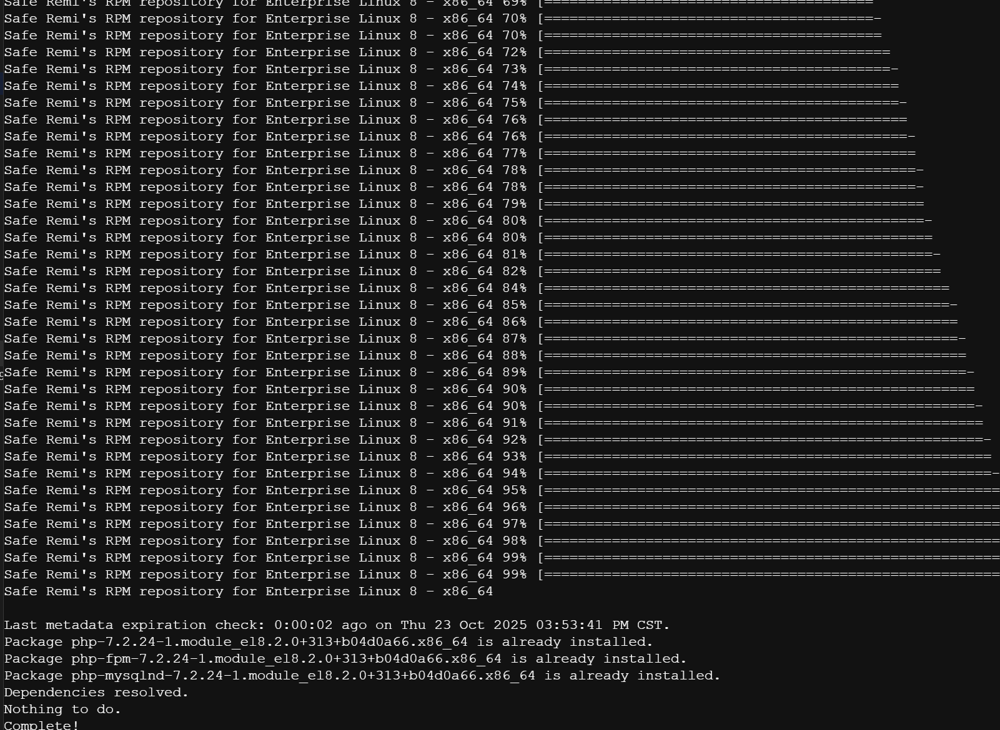 Safe Remi's RPM repository for Enterprise Linux 8 - x86_64 69% [=======================================
Safe Remi's RPM repository for Enterprise Linux 8 - x86_64 70% [=======================================-
Safe Remi's RPM repository for Enterprise Linux 8 - x86_64 70% [========================================
Safe Remi's RPM repository for Enterprise Linux 8 - x86_64 72% [=========================================
Safe Remi's RPM repository for Enterprise Linux 8 - x86_64 73% [=========================================-
Safe Remi's RPM repository for Enterprise Linux 8 - x86_64 74% [==========================================
Safe Remi's RPM repository for Enterprise Linux 8 - x86_64 75% [==========================================-
Safe Remi's RPM repository for Enterprise Linux 8 - x86_64 76% [===========================================
Safe Remi's RPM repository for Enterprise Linux 8 - x86_64 76% [===========================================-
Safe Remi's RPM repository for Enterprise Linux 8 - x86_64 77% [============================================
Safe Remi's RPM repository for Enterprise Linux 8 - x86_64 78% [============================================-
Safe Remi's RPM repository for Enterprise Linux 8 - x86_64 78% [============================================-
Safe Remi's RPM repository for Enterprise Linux 8 - x86_64 79% [=============================================
Safe Remi's RPM repository for Enterprise Linux 8 - x86_64 80% [=============================================-
Safe Remi's RPM repository for Enterprise Linux 8 - x86_64 80% [==============================================
Safe Remi's RPM repository for Enterprise Linux 8 - x86_64 81% [==============================================-
Safe Remi's RPM repository for Enterprise Linux 8 - x86_64 82% [===============================================
Safe Remi's RPM repository for Enterprise Linux 8 - x86_64 84% [================================================
Safe Remi's RPM repository for Enterprise Linux 8 - x86_64 85% [================================================-
Safe Remi's RPM repository for Enterprise Linux 8 - x86_64 86% [=================================================
Safe Remi's RPM repository for Enterprise Linux 8 - x86_64 87% [=================================================-
Safe Remi's RPM repository for Enterprise Linux 8 - x86_64 88% [==================================================
Safe Remi's RPM repository for Enterprise Linux 8 - x86_64 89% [==================================================-
Safe Remi's RPM repository for Enterprise Linux 8 - x86_64 90% [===================================================
Safe Remi's RPM repository for Enterprise Linux 8 - x86_64 90% [===================================================-
Safe Remi's RPM repository for Enterprise Linux 8 - x86_64 91% [====================================================
Safe Remi's RPM repository for Enterprise Linux 8 - x86_64 92% [====================================================-
Safe Remi's RPM repository for Enterprise Linux 8 - x86_64 93% [=====================================================
Safe Remi's RPM repository for Enterprise Linux 8 - x86_64 94% [=====================================================-
Safe Remi's RPM repository for Enterprise Linux 8 - x86_64 95% [======================================================
Safe Remi's RPM repository for Enterprise Linux 8 - x86_64 96% [======================================================
Safe Remi's RPM repository for Enterprise Linux 8 - x86_64 97% [======================================================
Safe Remi's RPM repository for Enterprise Linux 8 - x86_64 98% [======================================================
Safe Remi's RPM repository for Enterprise Linux 8 - x86_64 99% [======================================================
Safe Remi's RPM repository for Enterprise Linux 8 - x86_64 99% [======================================================
Safe Remi's RPM repository for Enterprise Linux 8 - x86_64
Last metadata expiration check: 0:00:02 ago on Thu 23 Oct 2025 03:53:41 PM CST.
Package php-7.2.24-1.module_el8.2.0+313+b04d0a66.x86_64 is already installed.
Package php-fpm-7.2.24-1.module_el8.2.0+313+b04d0a66.x86_64 is already installed.
Package php-mysqlnd-7.2.24-1.module_el8.2.0+313+b04d0a66.x86_64 is already installed.
Dependencies resolved.
Nothing to do.
Complete!